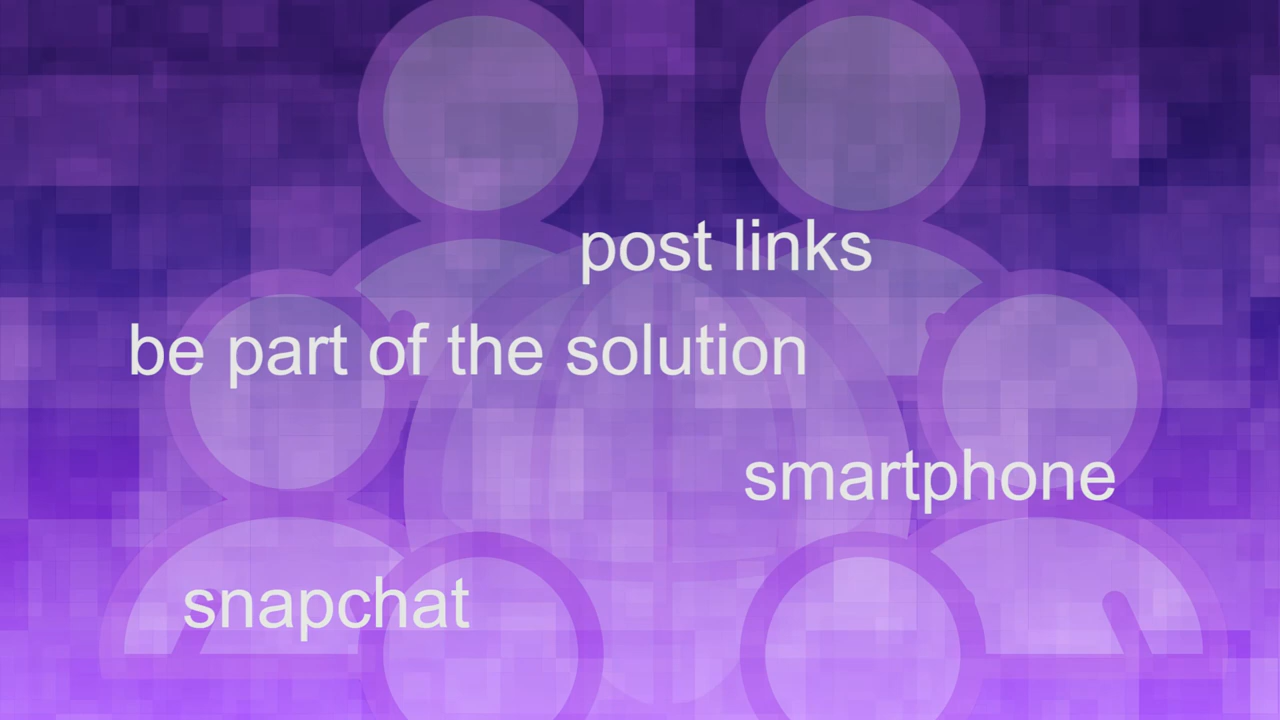 post links
be part of the solution
smartphone
snapchat